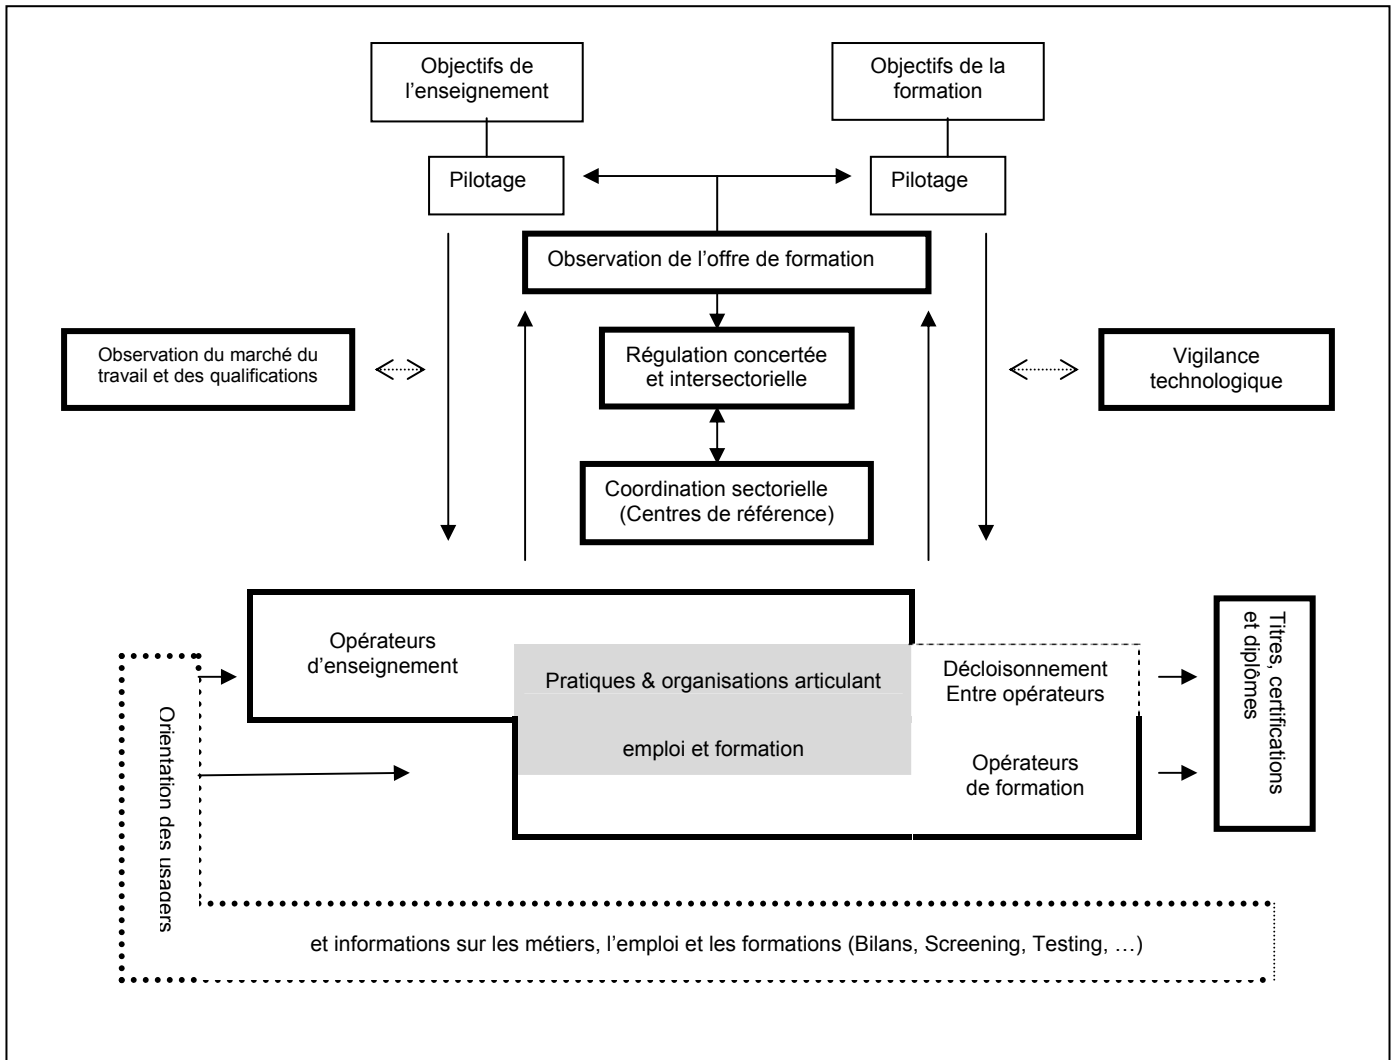 Objectifs de
l’enseignement
Objectifs de la
formation
Pilotage
Pilotage
Observation de l’offre de formation
Observation du marché du
travail et des qualifications
Régulation concertée
et intersectorielle
Vigilance
technologique
Coordination sectorielle
(Centres de référence)
Opérateurs
d’enseignement
Pratiques & organisations articulant
emploi et formation
Décloisonnement
Entre opérateurs
Opérateurs
de formation
Titres, certifications
et diplômes
Orientation des usagers
et informations sur les métiers, l’emploi et les formations (Bilans, Screening, Testing, …)